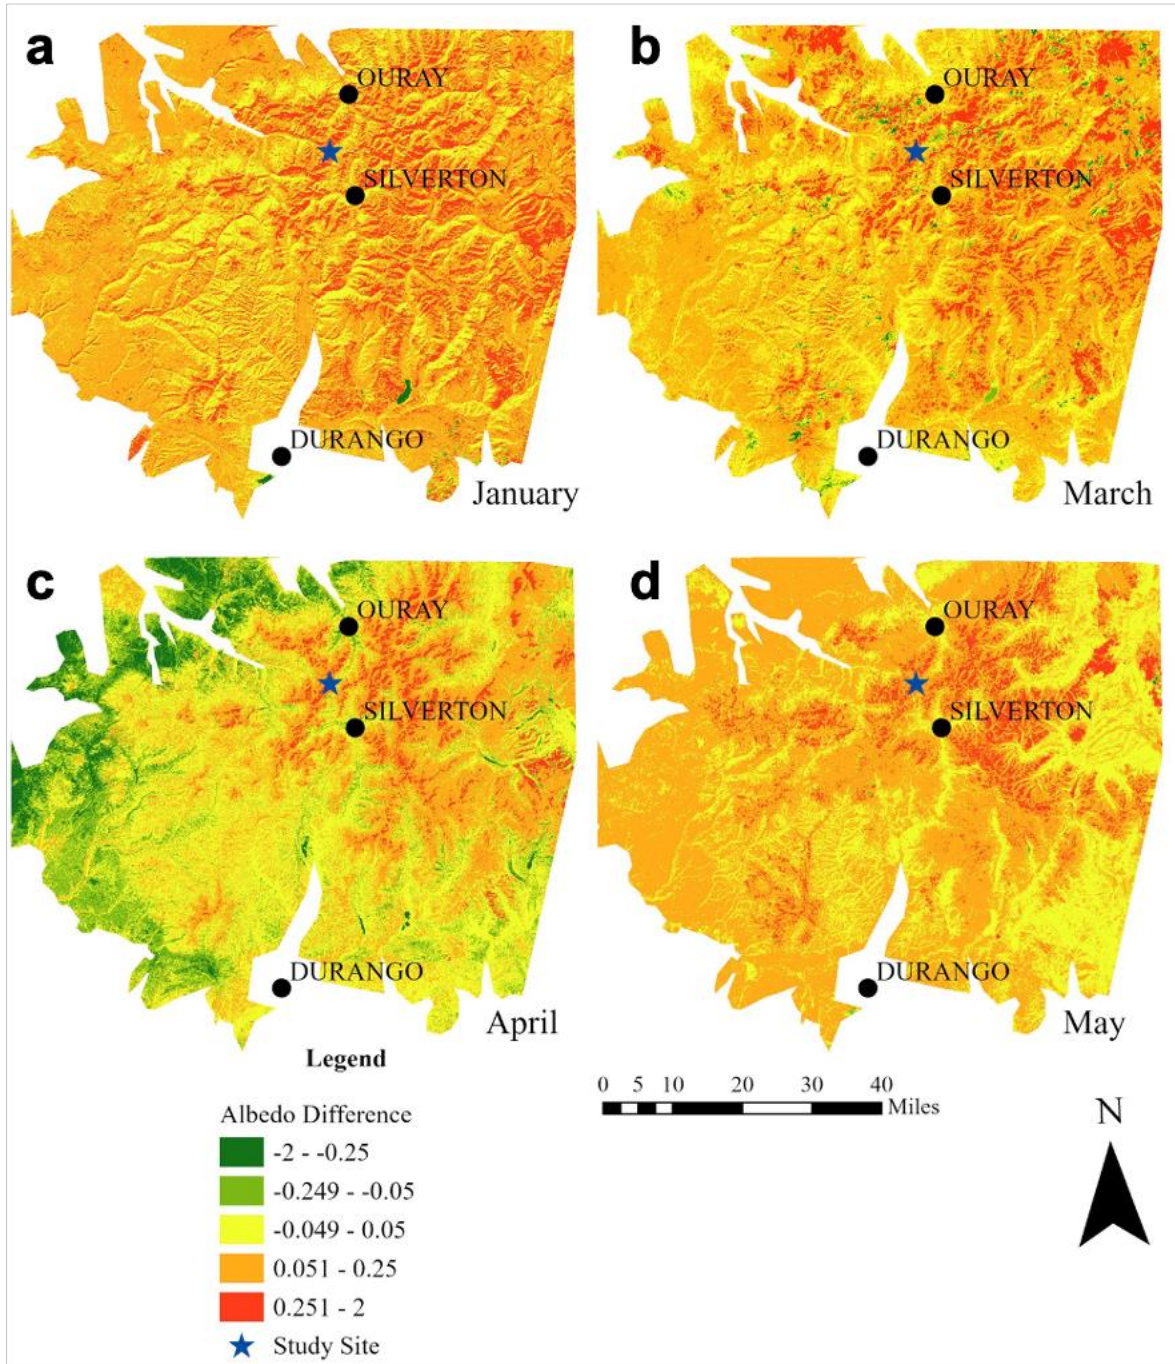 a
OURAY
SILVERTON
DURANGO
January
b
OURAY
SILVERTON
DURANGO
March
c
OURAY
SILVERTON
DURANGO
April
d
OURAY
SILVERTON
DURANGO
May
Legend
Albedo Difference
-2 - -0.25
-0.249 - -0.05
-0.049 - 0.05
0.051 - 0.25
0.251 - 2
Study Site
0 5 10 20 30 40
Miles
N